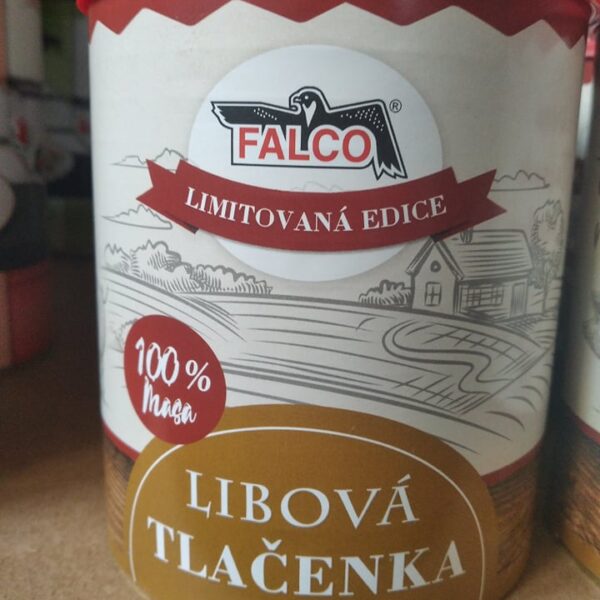 FALCO®
LIMITOVANÁ EDICE
100%
Masa
LIBOVÁ
TLAČENKA